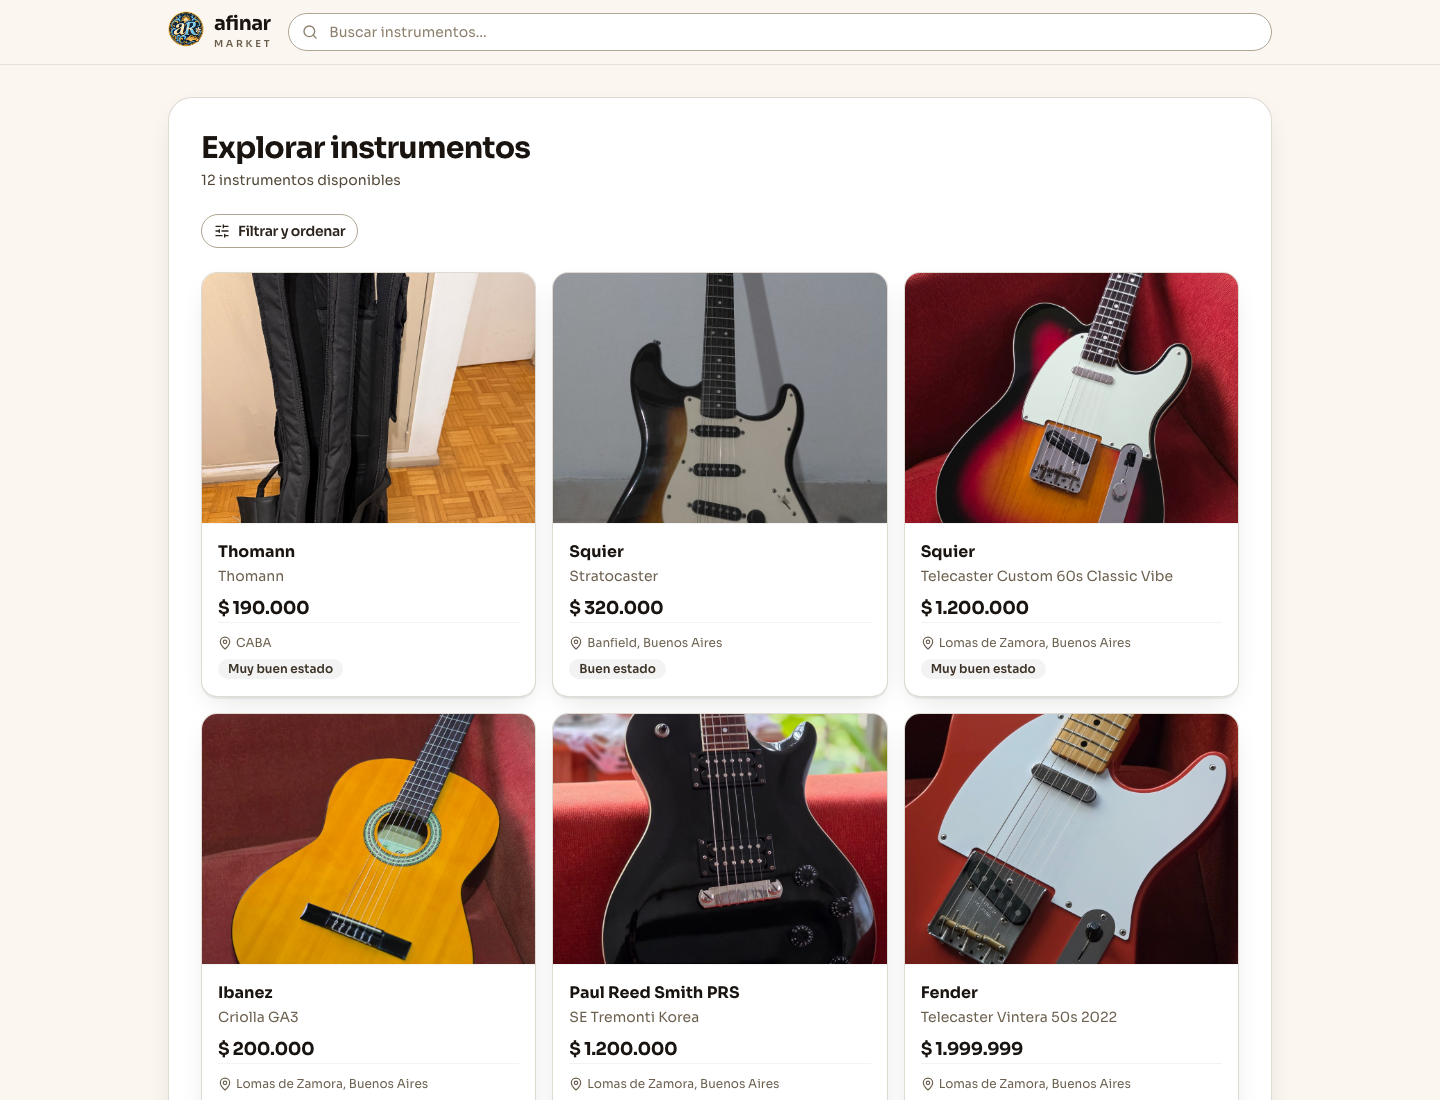 aR
afinar
MARKET
Buscar instrumentos...
Explorar instrumentos
12 instrumentos disponibles
Filtrar y ordenar
Thomann
Thomann
$ 190.000
CABA
Muy buen estado
Squier
Stratocaster
$ 320.000
Banfield, Buenos Aires
Buen estado
Squier
Telecaster Custom 60s Classic Vibe
$ 1.200.000
Lomas de Zamora, Buenos Aires
Muy buen estado
Ibanez
Criolla GA3
$ 200.000
Lomas de Zamora, Buenos Aires
Paul Reed Smith PRS
SE Tremonti Korea
$ 1.200.000
Lomas de Zamora, Buenos Aires
Fender
Telecaster Vintera 50s 2022
$ 1.999.999
Lomas de Zamora, Buenos Aires